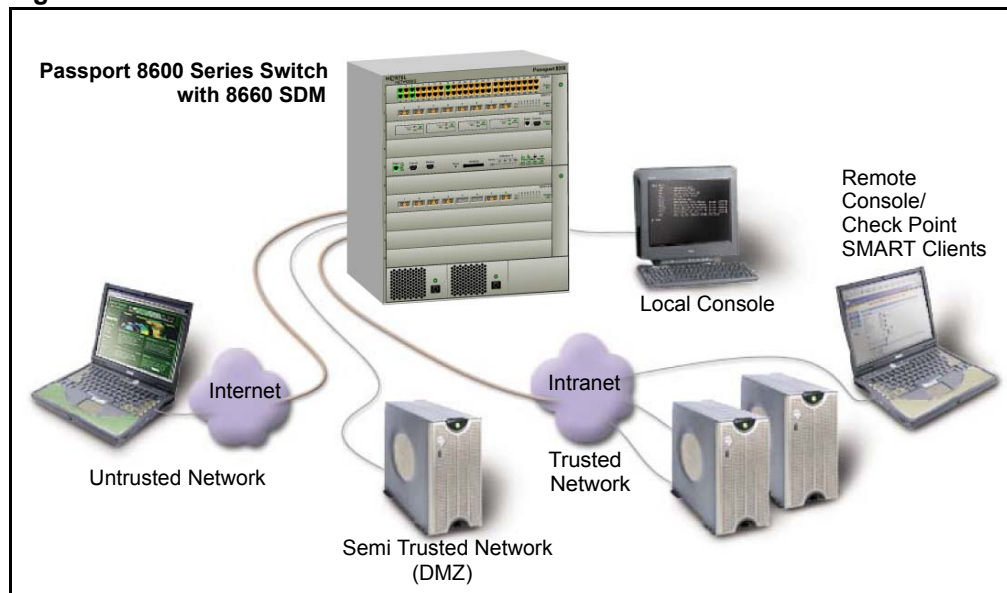 Passport 8600 Series Switch
with 8660 SDM
Remote
Console/
Check Point
SMART Clients
Local Console
Internet
Intranet
Untrusted Network
Trusted
Network
Semi Trusted Network
(DMZ)